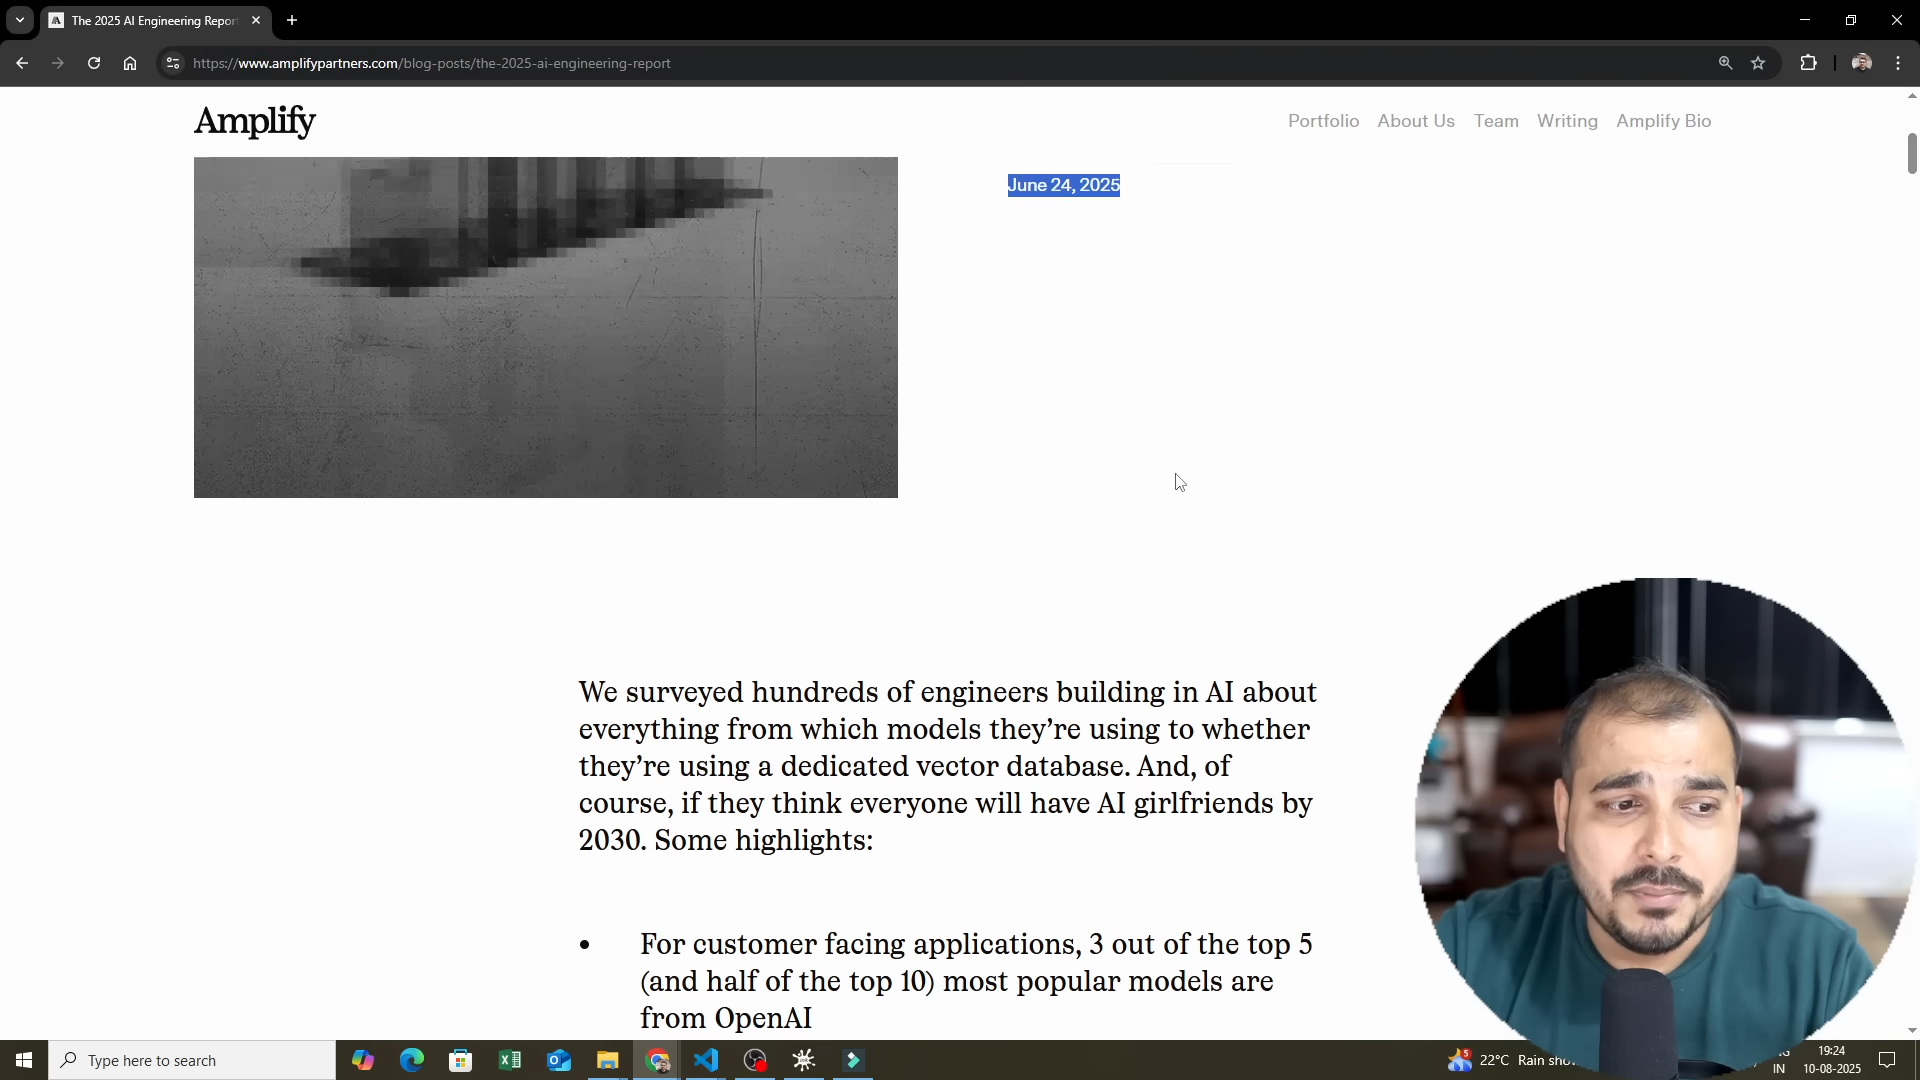 The 2025 AI Engineering Repor
https://www.amplifypartners.com/blog-posts/the-2025-ai-engineering-report
Amplify
Portfolio About Us Team Writing Amplify Bio
June 24, 2025
We surveyed hundreds of engineers building in AI about
everything from which models they’re using to whether
they’re using a dedicated vector database. And, of
course, if they think everyone will have AI girlfriends by
2030. Some highlights:
• For customer facing applications, 3 out of the top 5
(and half of the top 10) most popular models are
from OpenAI
Type here to search
5
22°C Rain
19:24
IN 10-08-2025